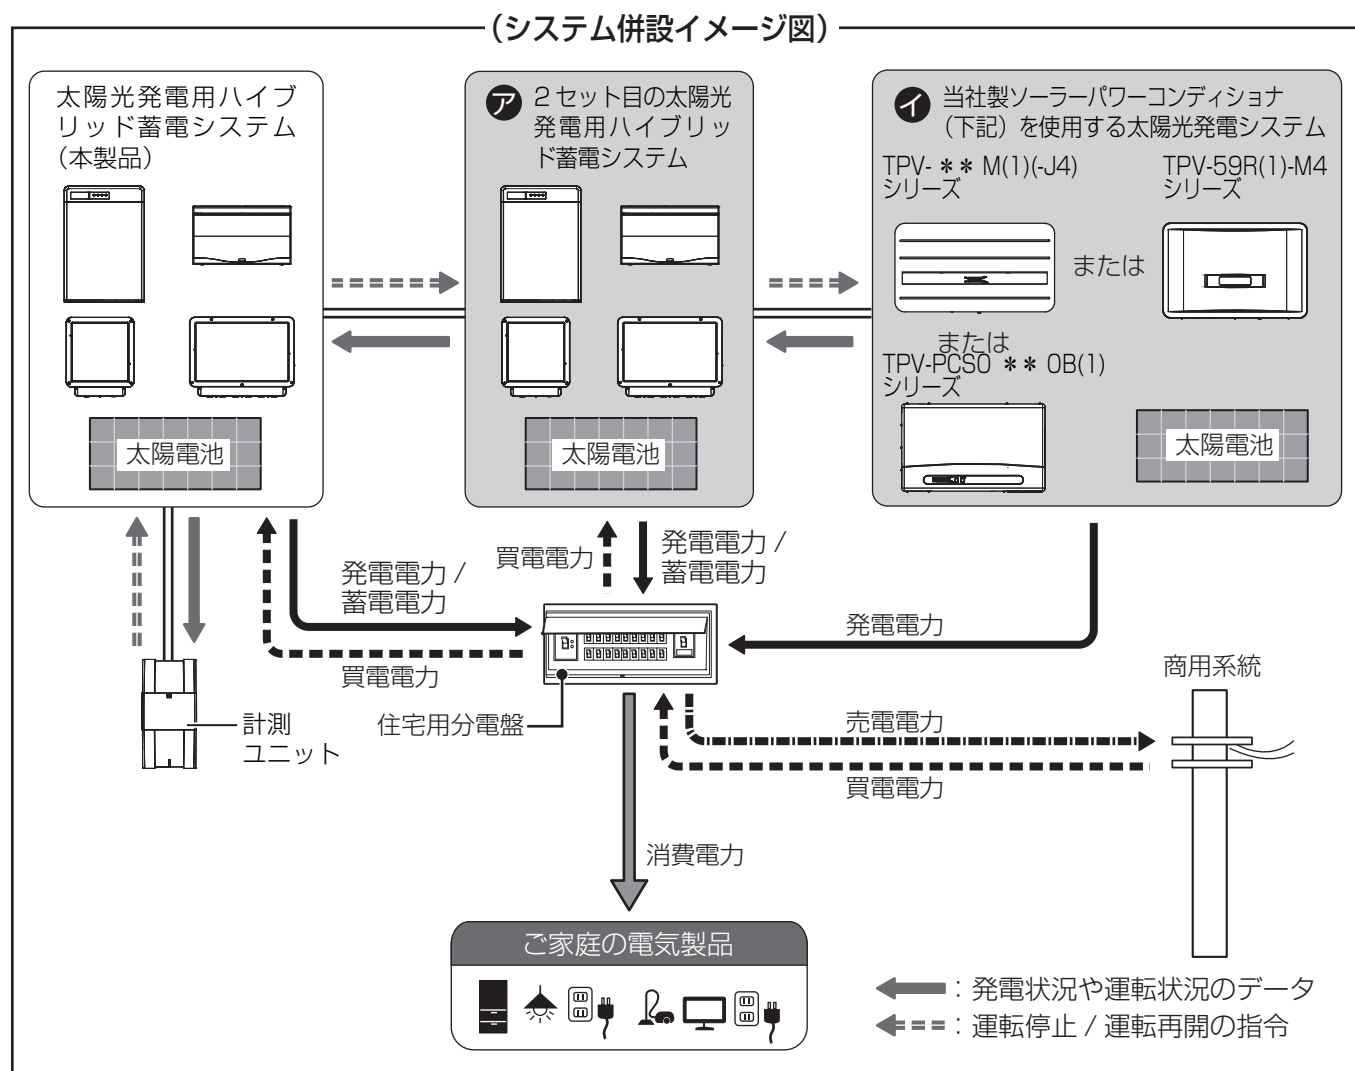 (システム併設イメージ図)
太陽光発電用ハイブ
リッド蓄電システム
(本製品)
ア 2セット目の太陽光
発電用ハイブリッ
ド蓄電システム
イ 当社製ソーラーパワーコンディショナ
(下記)を使用する太陽光発電システム
TPV-＊＊M(1)(-J4)
シリーズ
TPV-59R(1)-M4
シリーズ
または
または
TPV-PCS0＊＊0B(1)
シリーズ
太陽電池
太陽電池
太陽電池
発電電力 /
蓄電電力
買電電力
買電電力
発電電力 /
蓄電電力
発電電力
計測
ユニット
住宅用分電盤
商用系統
売電電力
買電電力
消費電力
ご家庭の電気製品
：発電状況や運転状況のデータ
：運転停止 / 運転再開の指令